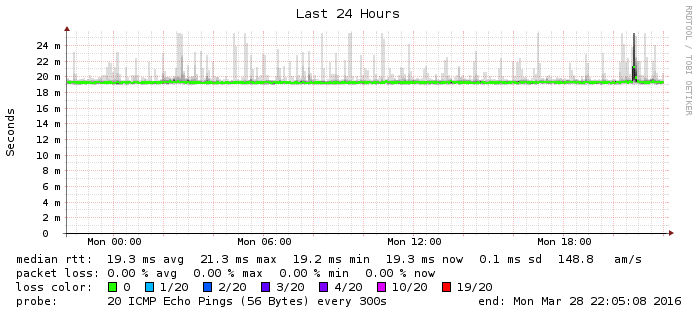 Last 24 Hours
RRDTOOL / TOBI OETIKER
Seconds
24 m
22 m
20 m
18 m
16 m
14 m
12 m
10 m
8 m
6 m
4 m
2 m
0
Mon 00:00 Mon 06:00 Mon 12:00 Mon 18:00
median rtt: 19.3 ms avg 21.3 ms max 19.2 ms min 19.3 ms now 0.1 ms sd 148.8 am/s
packet loss: 0.00 % avg 0.00 % max 0.00 % min 0.00 % now
loss color: 0 1/20 2/20 3/20 4/20 10/20 19/20
probe: 20 ICMP Echo Pings (56 Bytes) every 300s end: Mon Mar 28 22:05:08 2016